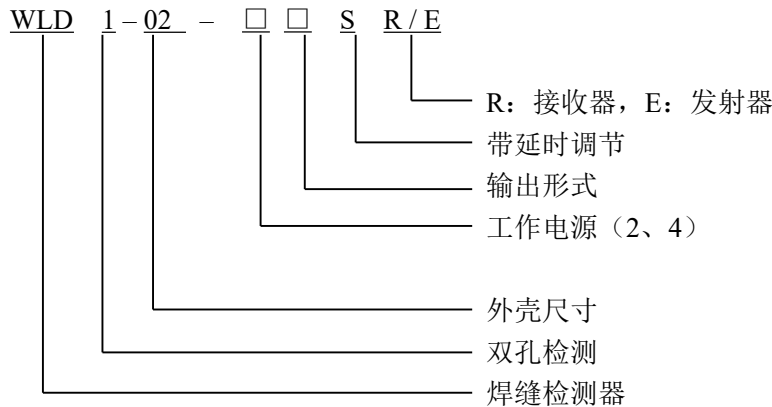 WLD 1–02 – □ □ S R/E
R：接收器，E：发射器
带延时调节
输出形式
工作电源（2、4）
外壳尺寸
双孔检测
焊缝检测器